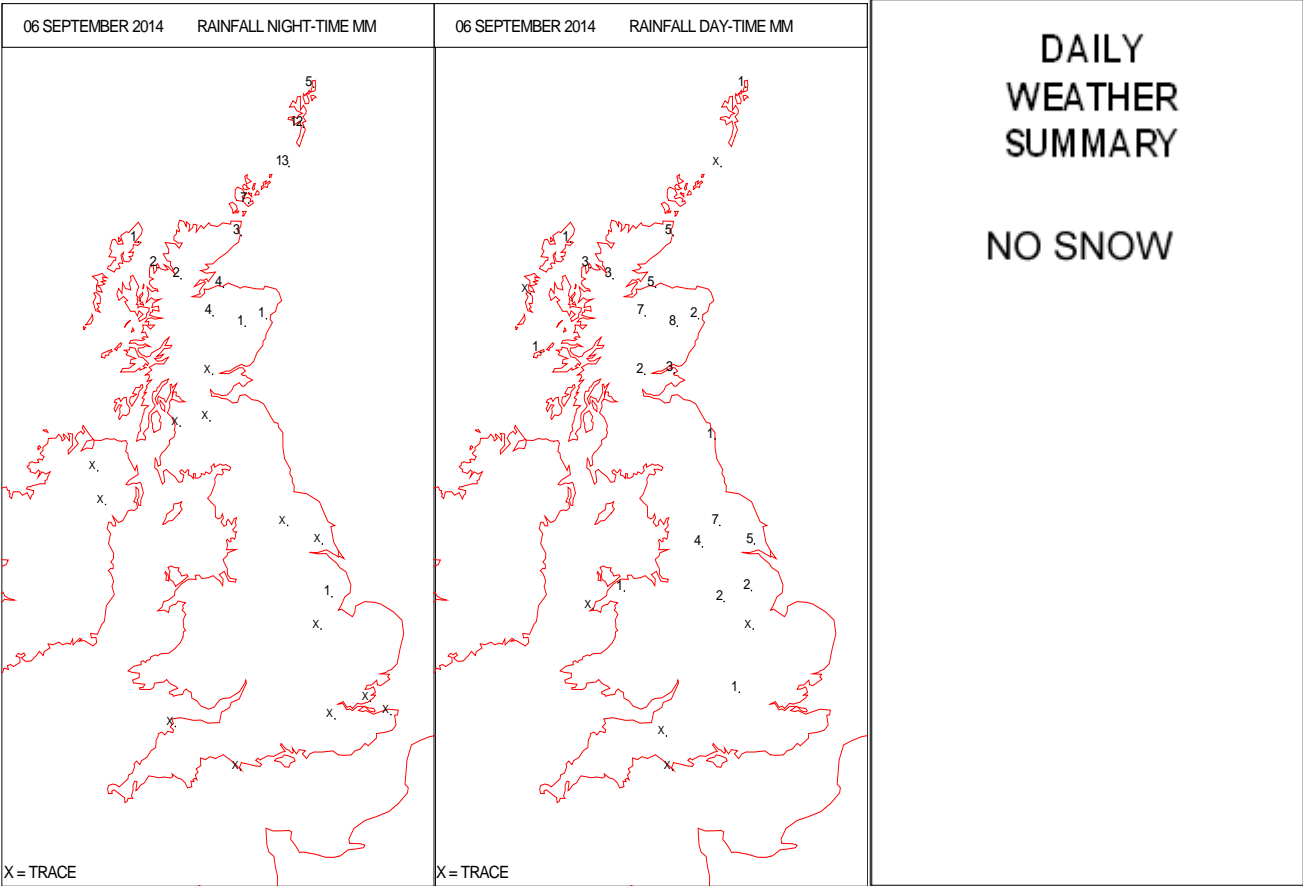 06 SEPTEMBER 2014 RAINFALL NIGHT-TIME MM
5
12
13
7
3
1
2
2
4
4
1
1
X
X
X
X
X
X
X
1
X
X
X
X
X
X
X = TRACE
06 SEPTEMBER 2014 RAINFALL DAY-TIME MM
1
X
5
1
3
3
5
X
7
8
2
1
2
3
1
7
4
5
1
2
2
X
X
1
X
X
X = TRACE
DAILY
WEATHER
SUMMARY
NO SNOW